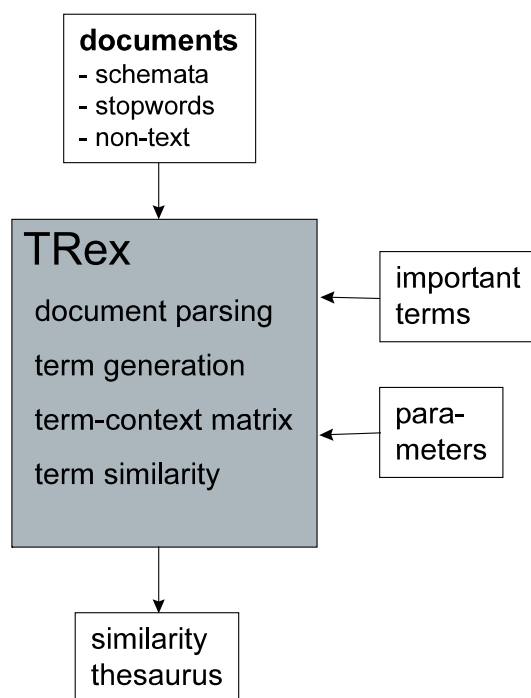 documents
- schemata
- stopwords
- non-text
TRex
document parsing
term generation
term-context matrix
term similarity
important
terms
para-
meters
similarity
thesaurus